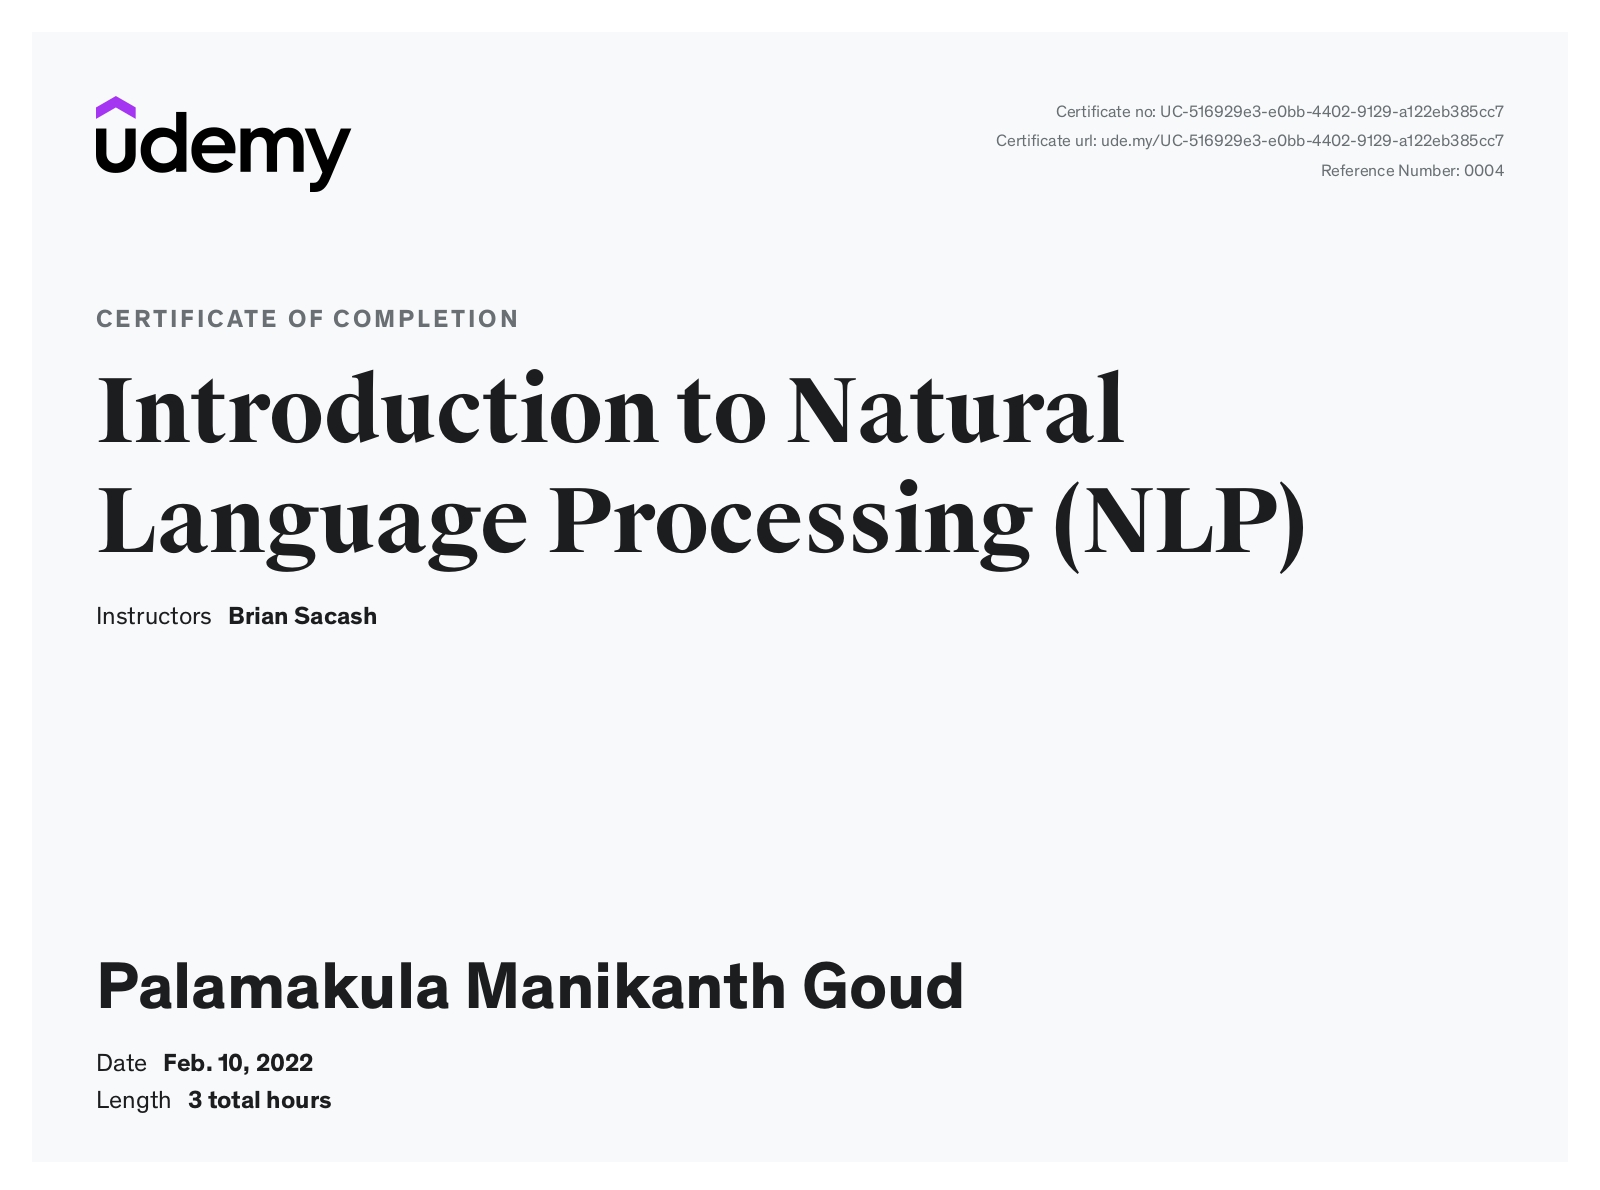 udemy
Certificate no: UC-516929e3-e0bb-4402-9129-a122eb385cc7
Certificate url: ude.my/UC-516929e3-e0bb-4402-9129-a122eb385cc7
Reference Number: 0004
CERTIFICATE OF COMPLETION
Introduction to Natural
Language Processing (NLP)
Instructors Brian Sacash
Palamakula Manikanth Goud
Date Feb. 10, 2022
Length 3 total hours